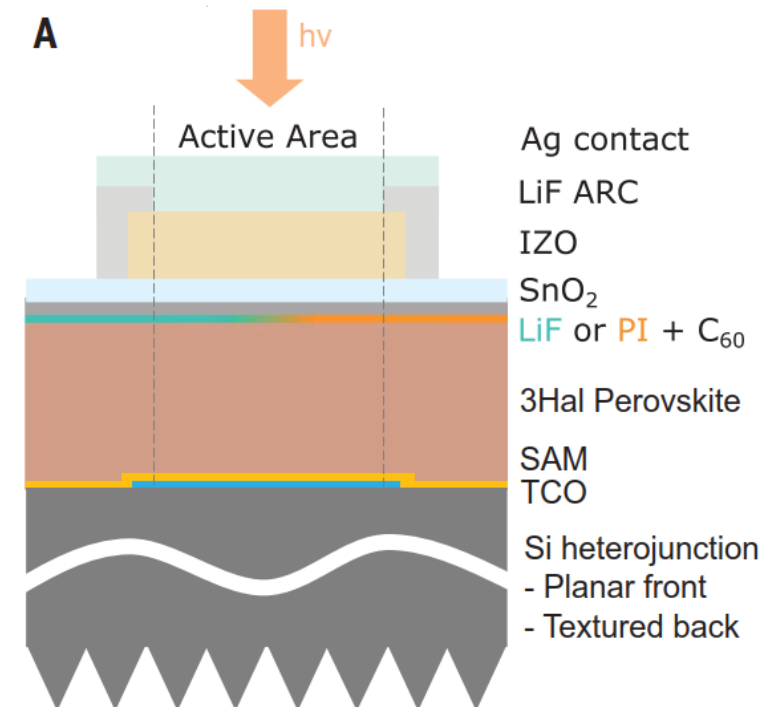 A
hv
Active Area
Ag contact
LiF ARC
IZO
SnO₂
LiF or PI + C₆₀
3Hal Perovskite
SAM
TCO
Si heterojunction
- Planar front
- Textured back